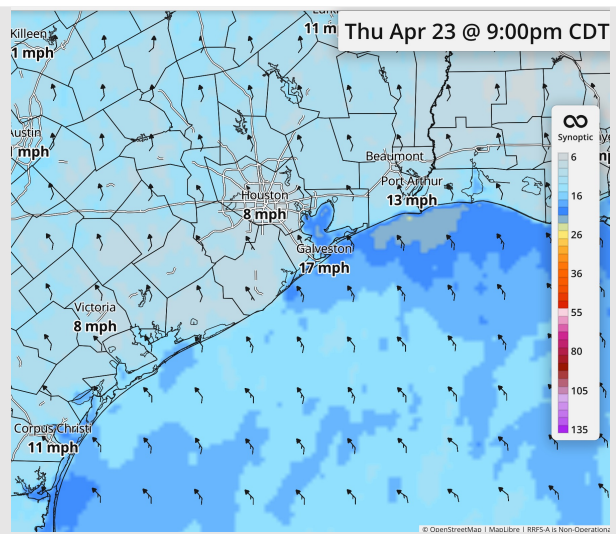 Killeen
11 m
Thu Apr 23 @ 9:00pm CDT
1 mph
Synoptic
6
Austin
mph
Beaumont
16
Port Arthur
Houston
13 mph
8 mph
26
Galveston
17 mph
36
Victoria
55
8 mph
80
105
Corpus Christi
135
11 mph
© OpenStreetMap | MapLibre | RRFS-A is Non-Operationa